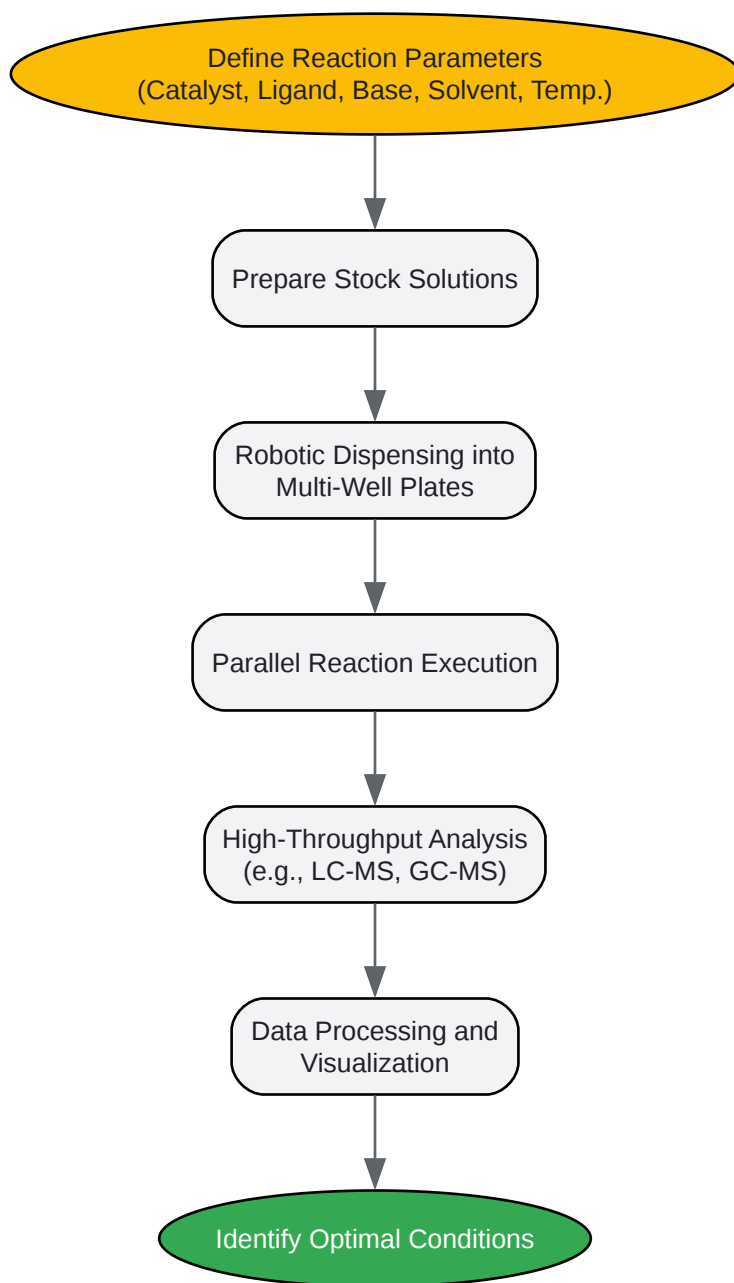 Define Reaction Parameters
(Catalyst, Ligand, Base, Solvent, Temp.)
Prepare Stock Solutions
Robotic Dispensing into
Multi-Well Plates
Parallel Reaction Execution
High-Throughput Analysis
(e.g., LC-MS, GC-MS)
Data Processing and
Visualization
Identify Optimal Conditions